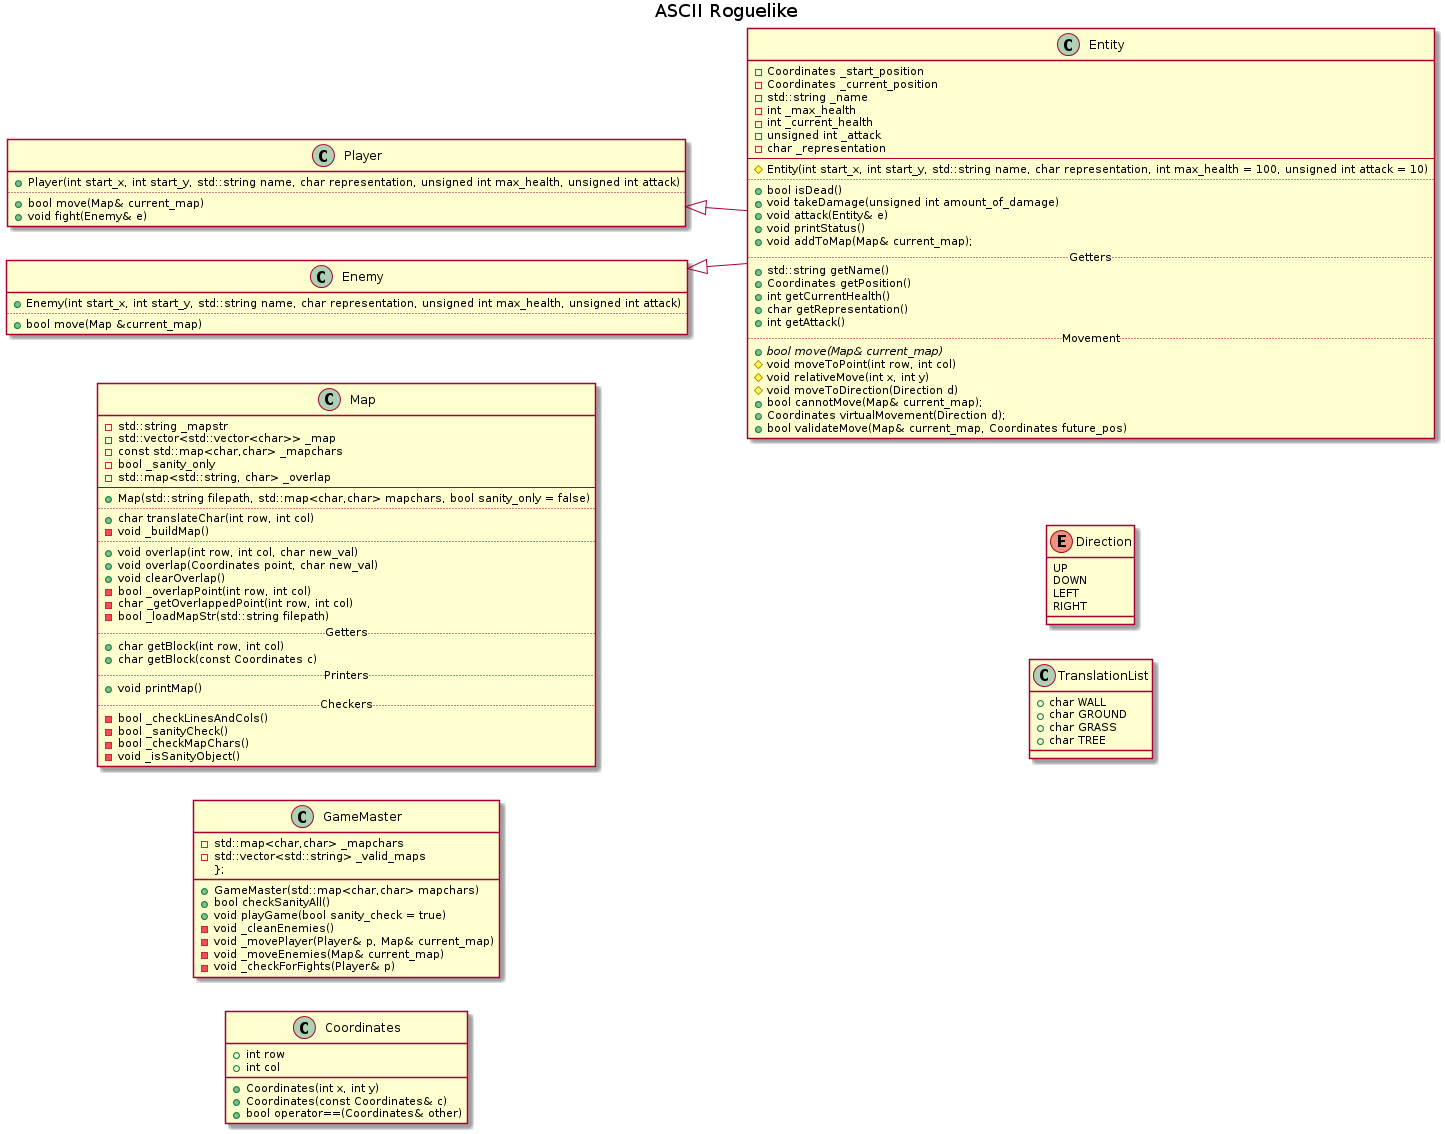 ASCII Roguelike
C Entity
Coordinates _start_position
Coordinates _current_position
std::string _name
int _max_health
int _current_health
unsigned int _attack
char _representation
Entity(int start_x, int start_y, std::string name, char representation, int max_health = 100, unsigned int attack = 10)
bool isDead()
void takeDamage(unsigned int amount_of_damage)
void attack(Entity& e)
void printStatus()
void addToMap(Map& current_map);
Getters
std::string getName()
Coordinates getPosition()
int getCurrentHealth()
char getRepresentation()
int getAttack()
Movement
bool move(Map& current_map)
void moveToPoint(int row, int col)
void relativeMove(int x, int y)
void moveToDirection(Direction d)
bool cannotMove(Map& current_map);
Coordinates virtualMovement(Direction d);
bool validateMove(Map& current_map, Coordinates future_pos)
C Player
Player(int start_x, int start_y, std::string name, char representation, unsigned int max_health, unsigned int attack)
bool move(Map& current_map)
void fight(Enemy& e)
C Enemy
Enemy(int start_x, int start_y, std::string name, char representation, unsigned int max_health, unsigned int attack)
bool move(Map &current_map)
C Map
std::string _mapstr
std::vector<std::vector<char>> _map
const std::map<char,char> _mapchars
bool _sanity_only
std::map<std::string, char> _overlap
Map(std::string filepath, std::map<char,char> mapchars, bool sanity_only = false)
char translateChar(int row, int col)
void _buildMap()
void overlap(int row, int col, char new_val)
void overlap(Coordinates point, char new_val)
void clearOverlap()
bool _overlapPoint(int row, int col)
char _getOverlappedPoint(int row, int col)
bool _loadMapStr(std::string filepath)
Getters
char getBlock(int row, int col)
char getBlock(const Coordinates c)
Printers
void printMap()
Checkers
bool _checkLinesAndCols()
bool _sanityCheck()
bool _checkMapChars()
void _isSanityObject()
E Direction
UP
DOWN
LEFT
RIGHT
C TranslationList
char WALL
char GROUND
char GRASS
char TREE
C GameMaster
std::map<char,char> _mapchars
std::vector<std::string> _valid_maps
};
GameMaster(std::map<char,char> mapchars)
bool checkSanityAll()
void playGame(bool sanity_check = true)
void _cleanEnemies()
void _movePlayer(Player& p, Map& current_map)
void _moveEnemies(Map& current_map)
void _checkForFights(Player& p)
C Coordinates
int row
int col
Coordinates(int x, int y)
Coordinates(const Coordinates& c)
bool operator==(Coordinates& other)